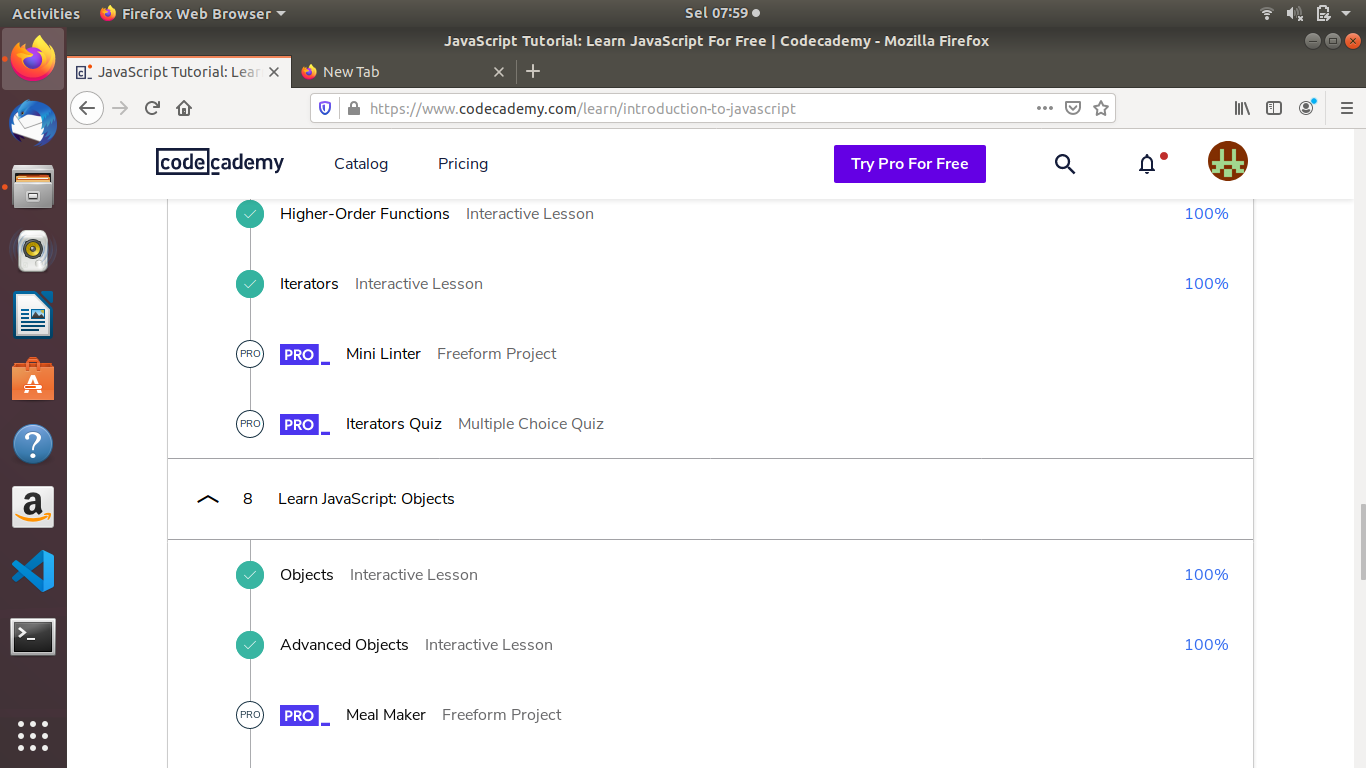 Activities Firefox Web Browser Sel 07:59
JavaScript Tutorial: Learn JavaScript For Free | Codecademy - Mozilla Firefox
JavaScript Tutorial: Lear New Tab
https://www.codecademy.com/learn/introduction-to-javascript
codecademy Catalog Pricing Try Pro For Free
Higher-Order Functions Interactive Lesson 100%
Iterators Interactive Lesson 100%
PRO PRO Mini Linter Freeform Project
PRO PRO Iterators Quiz Multiple Choice Quiz
8 Learn JavaScript: Objects
Objects Interactive Lesson 100%
Advanced Objects Interactive Lesson 100%
PRO PRO Meal Maker Freeform Project